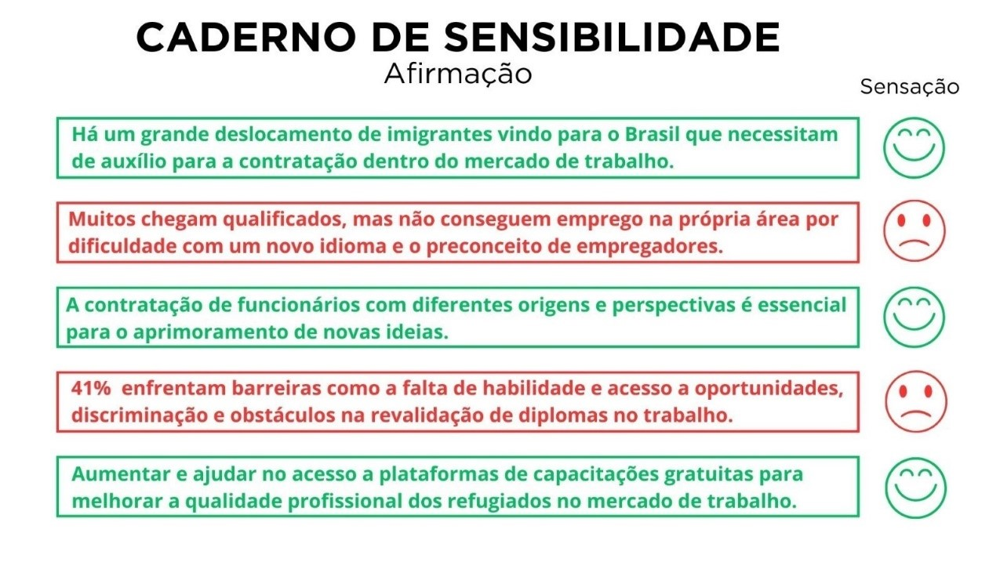 CADERNO DE SENSIBILIDADE
Afirmação
Sensação
Há um grande deslocamento de imigrantes vindo para o Brasil que necessitam
de auxílio para a contratação dentro do mercado de trabalho.
Muitos chegam qualificados, mas não conseguem emprego na própria área por
dificuldade com um novo idioma e o preconceito de empregadores.
A contratação de funcionários com diferentes origens e perspectivas é essencial
para o aprimoramento de novas ideias.
41% enfrentam barreiras como a falta de habilidade e acesso a oportunidades,
discriminação e obstáculos na revalidação de diplomas no trabalho.
Aumentar e ajudar no acesso a plataformas de capacitações gratuitas para
melhorar a qualidade profissional dos refugiados no mercado de trabalho.